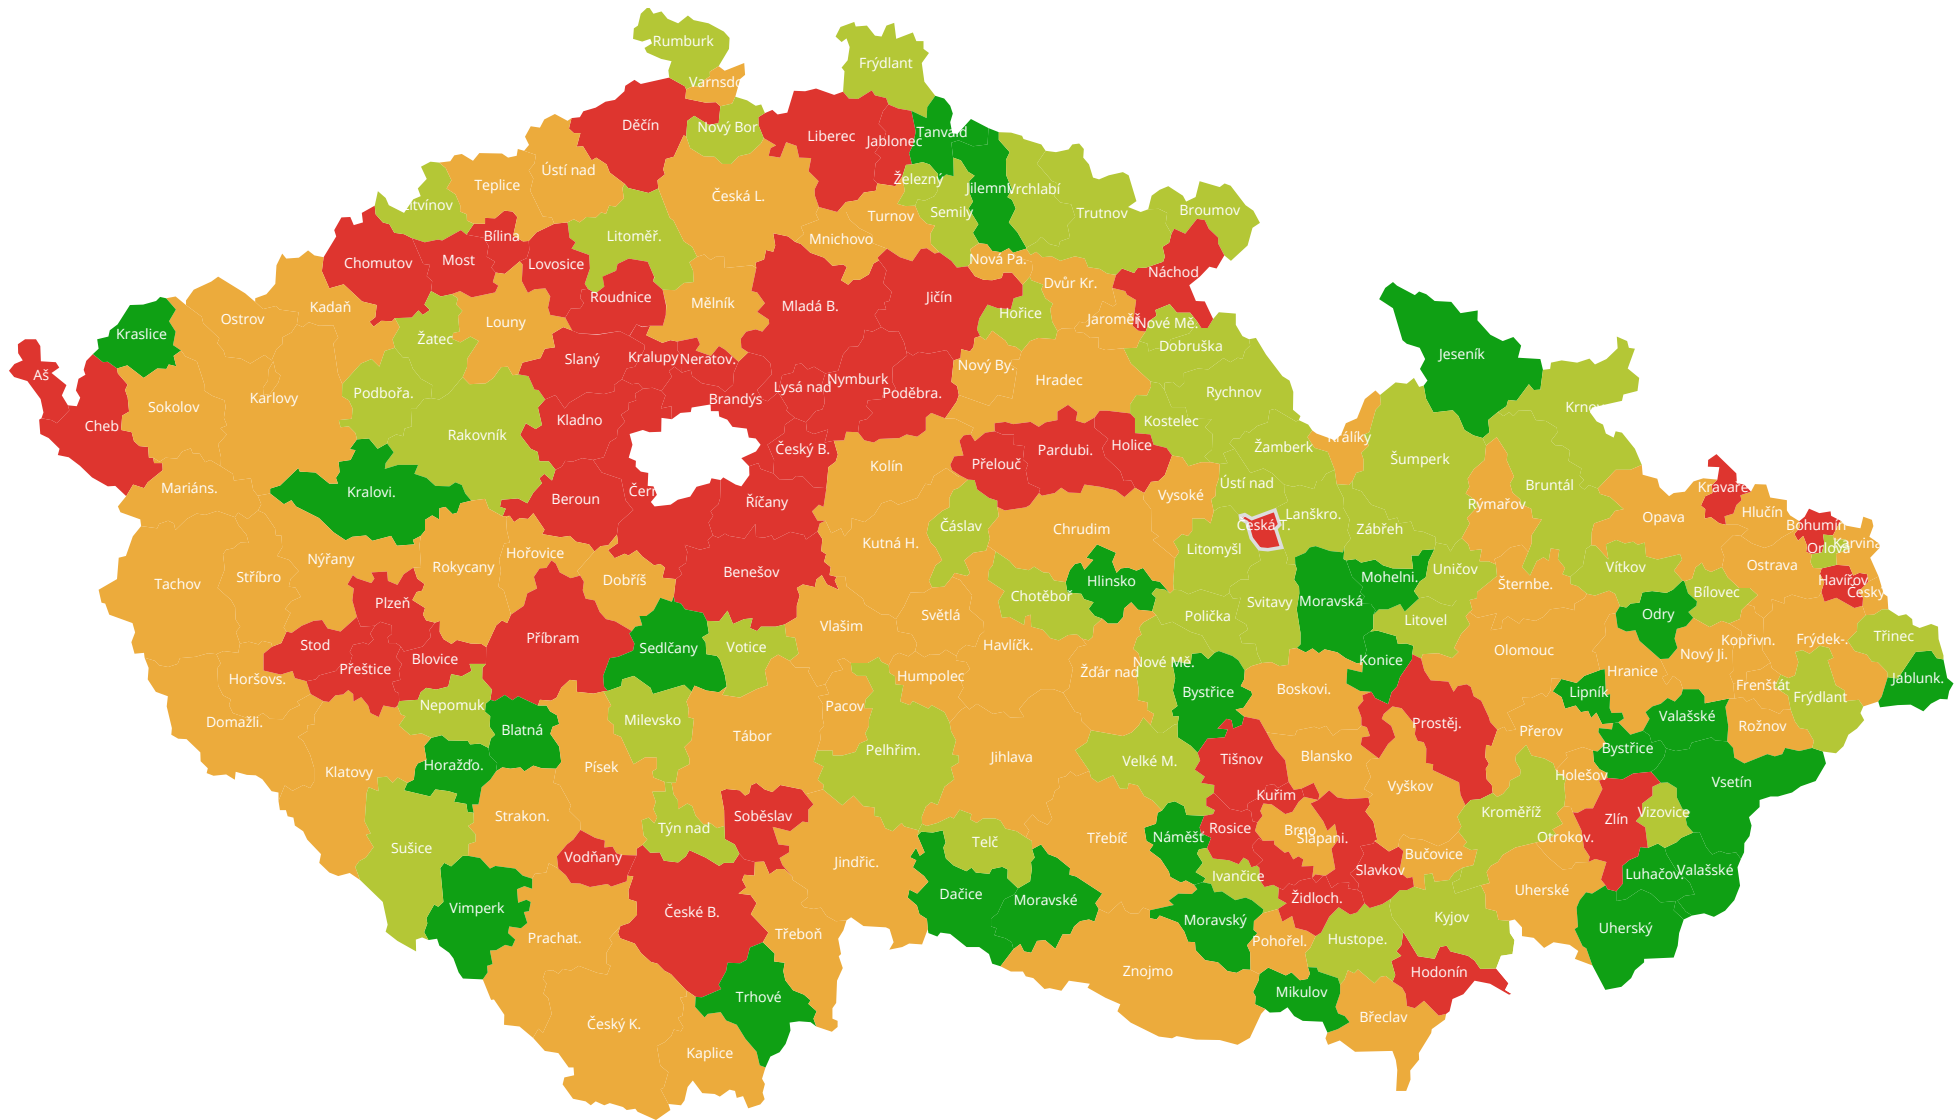 Rumburk
Frýdlant
Varnsdo
Děčín
Nový Bor
Liberec
Jablonec
Tanvald
Ústí nad
Teplice
Železný
Jilemni
Vrchlabí
Česká L.
Turnov
Semily
Trutnov
Broumov
itvínov
Bílina
Litoměř.
Mnichovo
Chomutov
Most
Lovosice
Nová Pa.
Náchod
Roudnice
Mělník
Mladá B.
Jičín
Dvůr Kr.
Kadaň
Ostrov
Louny
Hořice
Jaroměř
Nové Mě.
Kraslice
Žatec
Dobruška
Slaný
Kralupy
Neratov.
Jeseník
Aš
Karlovy
Podbořa.
Lysá nad
Nymburk
Poděbra.
Nový By.
Hradec
Rychnov
Sokolov
Brandýs
Cheb
Rakovník
Kladno
Kostelec
Král​íky
Žamberk
Český B.
Kolín
Přelouč
Pardubi.
Holice
Šumperk
Mariáns.
Kralovi.
Beroun
Říčany
Vysoké
Ústí nad
Lanškro.
Rýmařov
Bruntál
Kravaře
Hlučín
Opava
Česká T.
Zábřeh
Bohumín
Orlová
Karviná
Čáslav
Chrudim
Kutná H.
Litomyšl
Nýřany
Hořovice
Rokycany
Dobříš
Benešov
Tachov
Stříbro
Hlinsko
Mohelni.
Uničov
Šternbe.
Vítkov
Ostrava
Havířov
Český
Plzeň
Chotěboř
Svitavy
Moravská
Bílovec
Odry
Světlá
Polička
Litovel
Vlašim
Příbram
Stod
Sedlčany
Votice
Havlíčk.
Přeštice
Blovice
Konice
Olomouc
Kopřivn.
Nový Ji.
Frýdek-.
Třinec
Horšovs.
Humpolec
Žďár nad
Nové Mě.
Bystřice
Boskovi.
Hranice
Lipník
Frenštát
Frýdlant
Jablunk.
Nepomuk
Milevsko
Pacov
Domažli.
Blatná
Tábor
Pelhřim.
Prostěj.
Přerov
Valašské
Rožnov
Klatovy
Horažďo.
Písek
Jihlava
Velké M.
Tišnov
Blansko
Bystřice
Vsetín
Holešov
Vyškov
Strakon.
Soběslav
Týn nad
Kuřim
Kroměříž
Zlín
Vizovice
Otrokov.
Sušice
Vodňany
Jindřic.
Telč
Třebíč
Náměšť
Rosice
Brno
Šlapani.
Bučovice
Slavkov
Ivančice
Luhačov.
Valašské
Uherské
Dačice
Moravské
Židloch.
Vimperk
České B.
Moravský
Kyjov
Uherský
Prachat.
Třeboň
Pohořel.
Hustope.
Znojmo
Hodonín
Trhové
Mikulov
Český K.
Břeclav
Kaplice